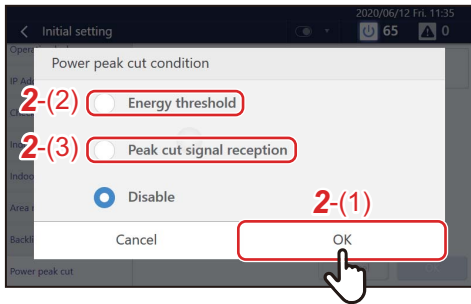 2020/06/12 Fri. 11:35
Initial setting
65
0
Power peak cut condition
2-(2)
Energy threshold
2-(3)
Peak cut signal reception
Disable
2-(1)
Cancel
OK
Area
Power peak cut